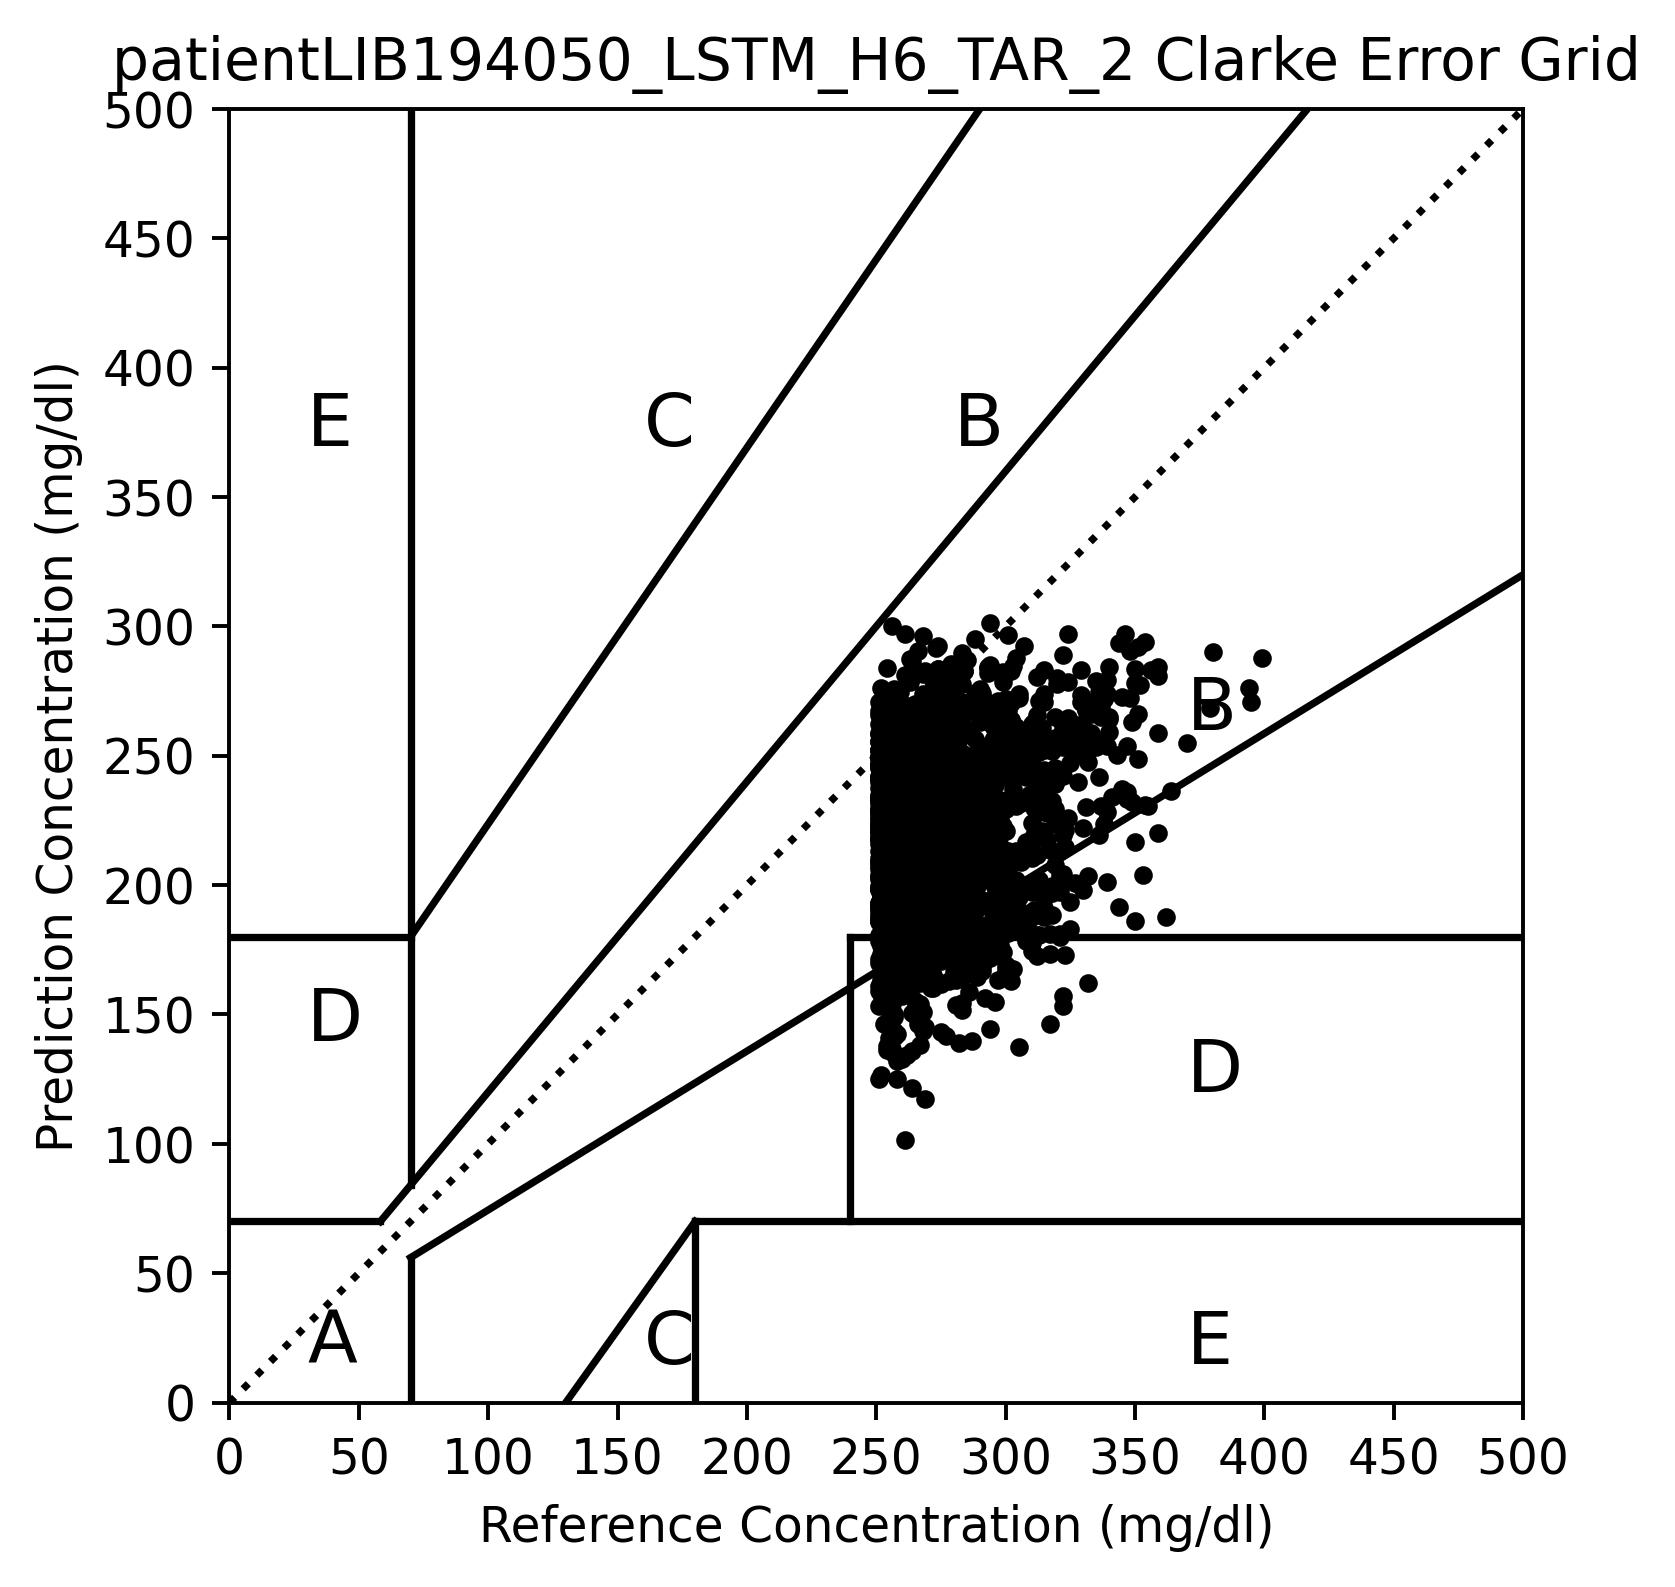 patientLIB194050_LSTM_H6_TAR_2 Clarke Error Grid
500
450
400
E
C
B
350
300
B
250
200
D
150
D
100
50
A
C
E
0
0 50 100 150 200 250 300 350 400 450 500
Prediction Concentration (mg/dl)
Reference Concentration (mg/dl)